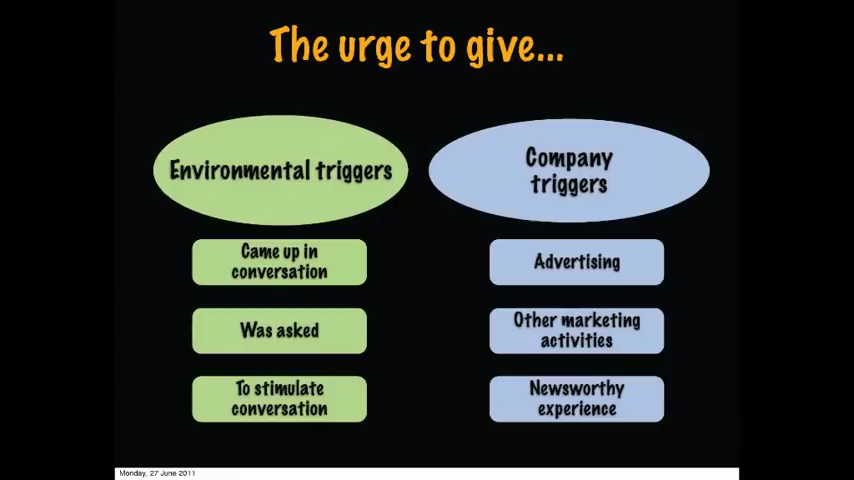 The urge to give...
Environmental triggers
Came up in
conversation
Was asked
To stimulate
conversation
Company
triggers
Advertising
Other marketing
activities
Newsworthy
experience
Monday, 27 June 2011